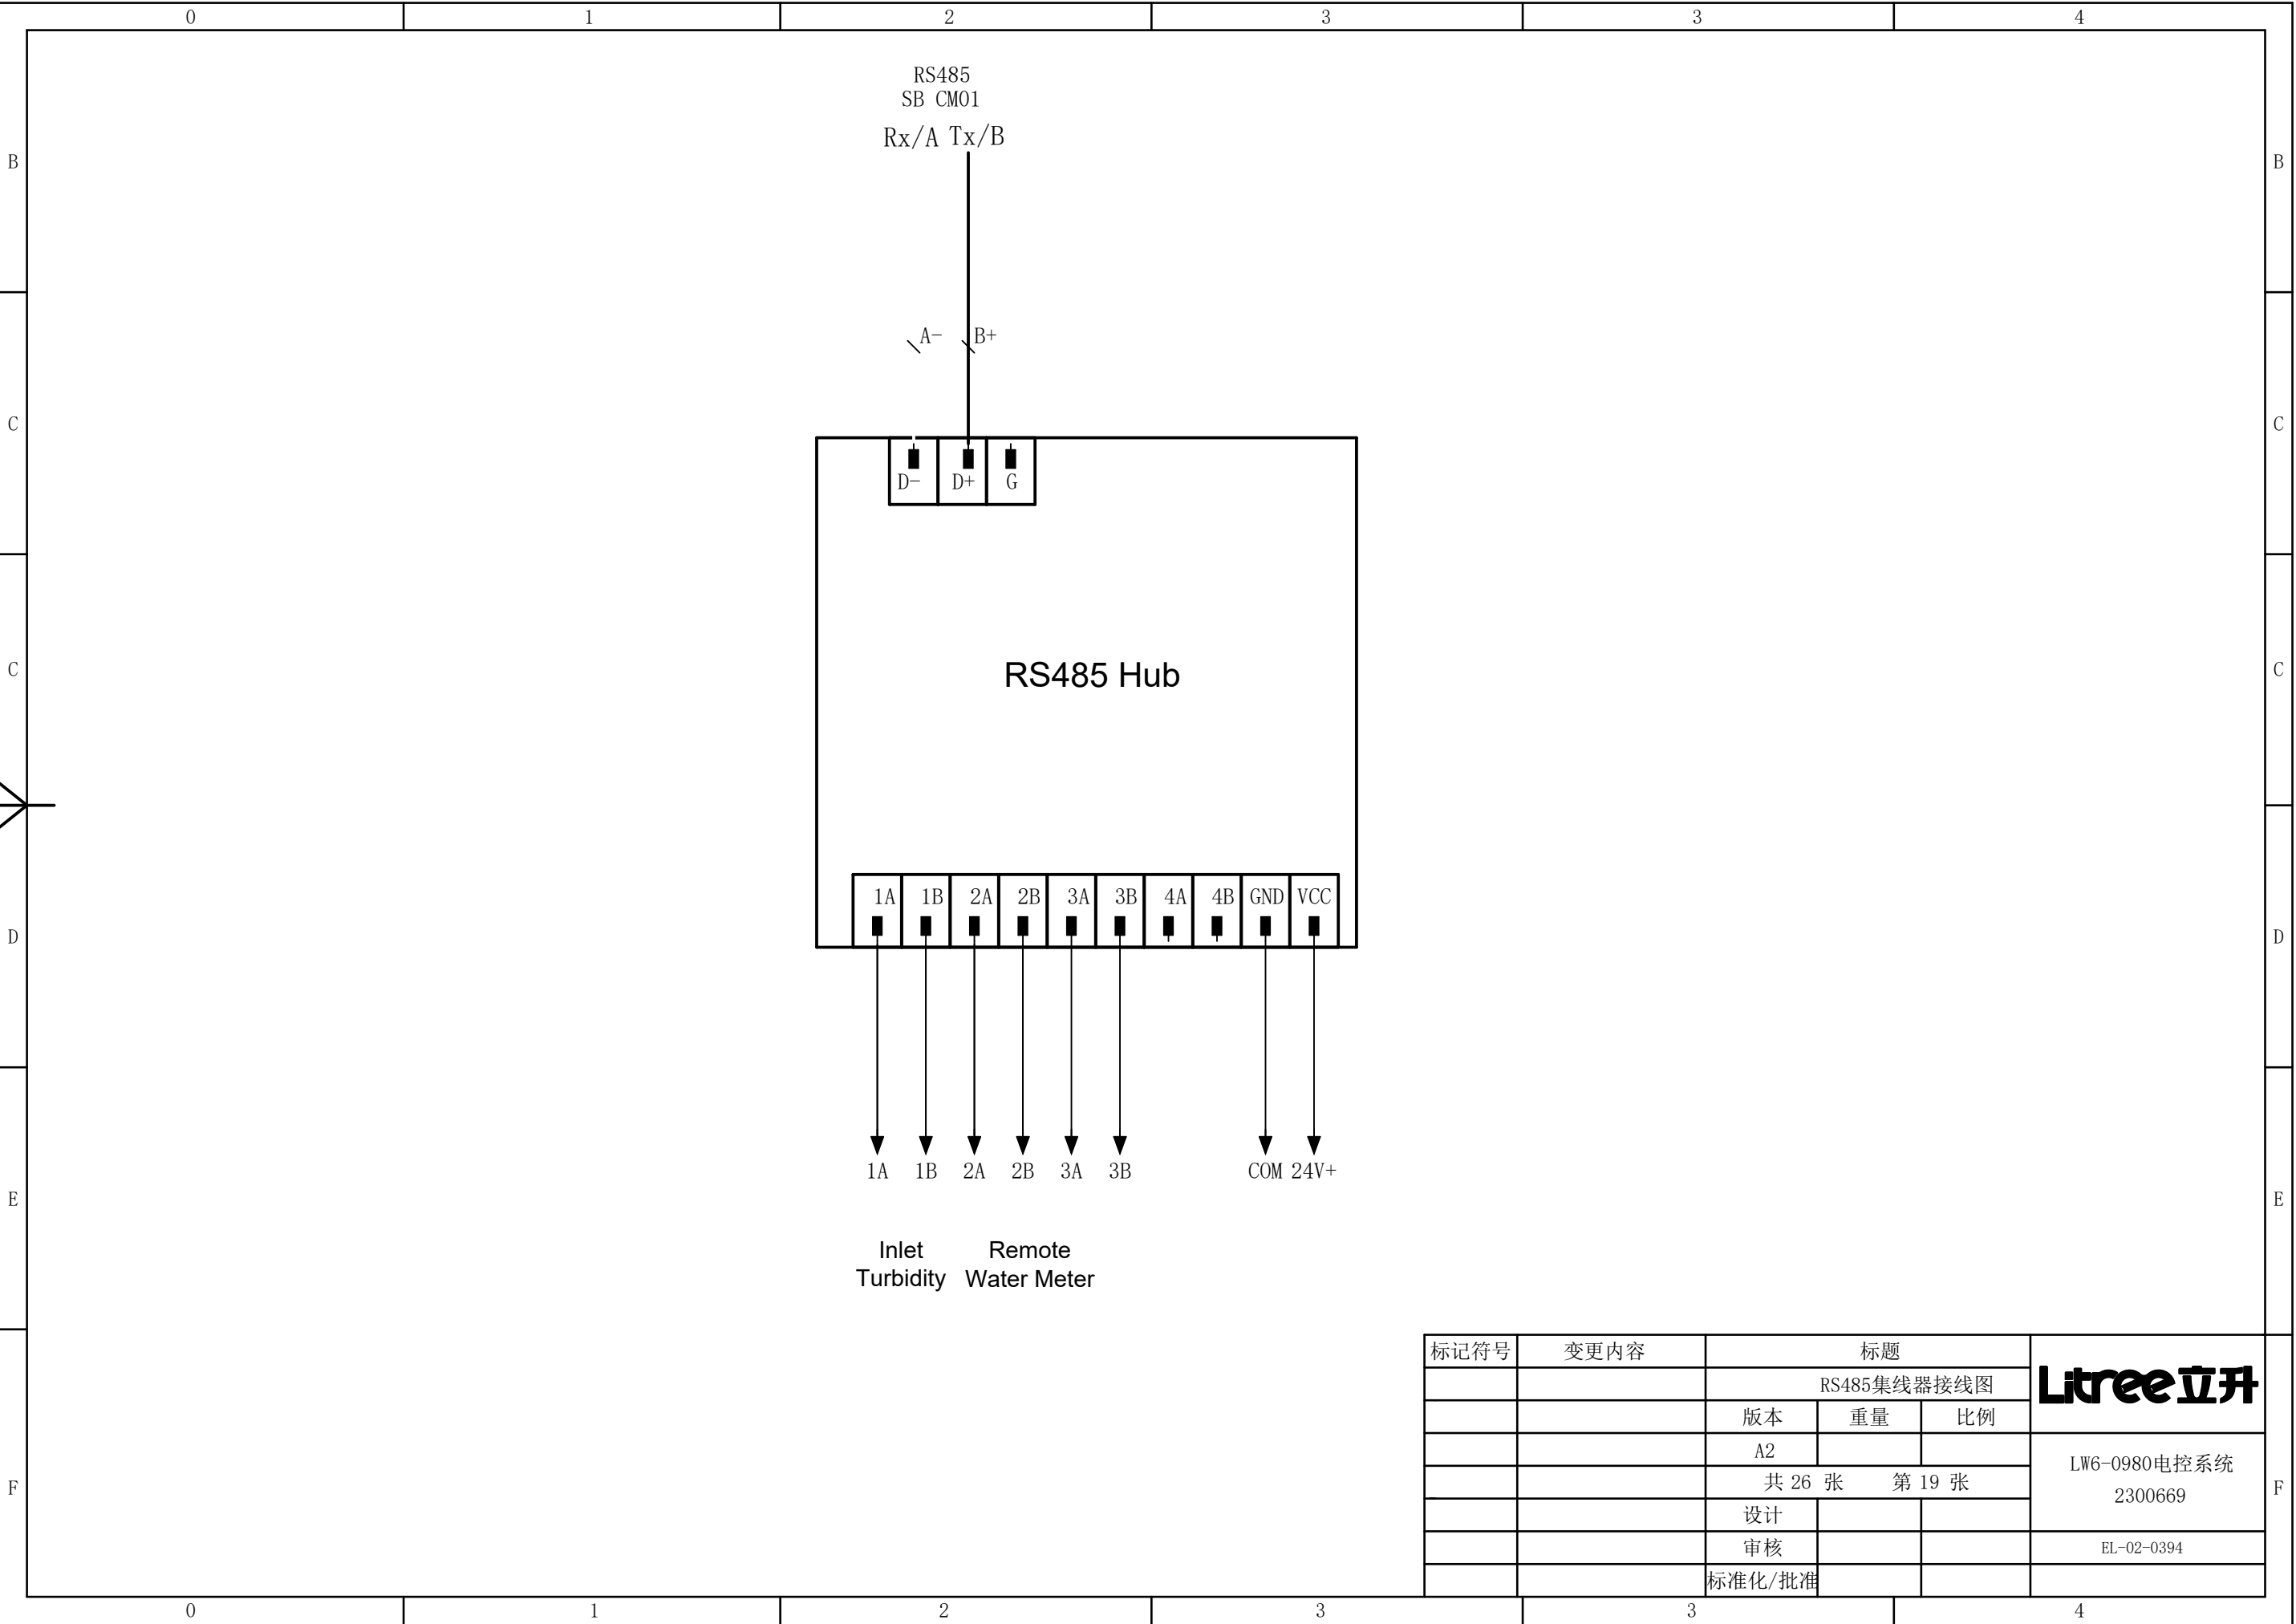 0 1 2 3 3 4
RS485
SB CM01
Rx/A Tx/B
B B
A- B+
C C
D- D+ G
RS485 Hub
C C
1A 1B 2A 2B 3A 3B 4A 4B GND VCC
D D
1A 1B 2A 2B 3A 3B COM 24V+
E E
Inlet Remote
Turbidity Water Meter
标记符号 变更内容 标题
Litree立升
RS485集线器接线图
版本 重量 比例
A2
LW6-0980电控系统
共 26 张 第 19 张
2300669
F F
设计
审核
EL-02-0394
标准化/批准
0 1 2 3 3 4